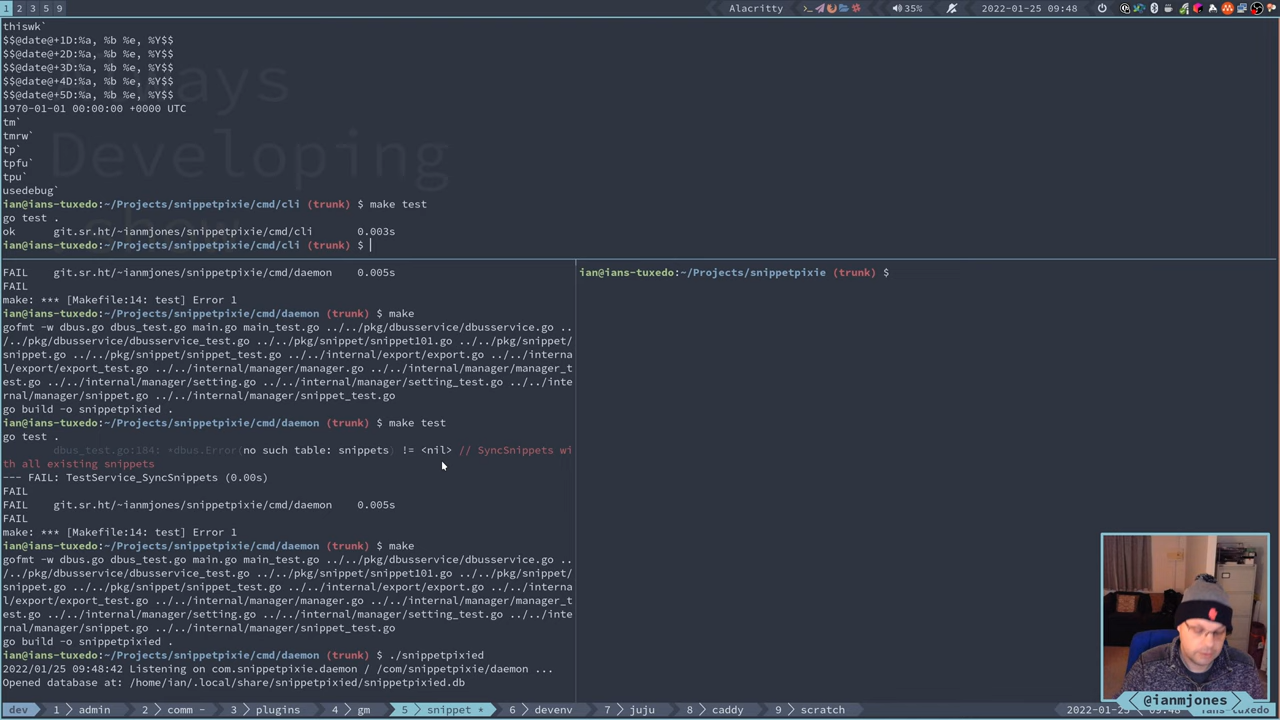 1 2 3 5 9
Alacritty
35%
2022-01-25 09:48
thiswk`
$$@date@+1D:%a, %b %e, %Y$$
$$@date@+2D:%a, %b %e, %Y$$
$$@date@+3D:%a, %b %e, %Y$$
$$@date@+4D:%a, %b %e, %Y$$
$$@date@+5D:%a, %b %e, %Y$$
1970-01-01 00:00:00 +0000 UTC
tm`
tmrw`
tp`
tpfu`
tpu`
usedebug`
ian@ians-tuxedo:~/Projects/snippetpixie/cmd/cli (trunk) $ make test
go test .
ok git.sr.ht/~ianmjones/snippetpixie/cmd/cli 0.003s
ian@ians-tuxedo:~/Projects/snippetpixie/cmd/cli (trunk) $
ays
Developing
show
FAIL git.sr.ht/~ianmjones/snippetpixie/cmd/daemon 0.005s
FAIL
make: *** [Makefile:14: test] Error 1
ian@ians-tuxedo:~/Projects/snippetpixie/cmd/daemon (trunk) $ make
gofmt -w dbus.go dbus_test.go main.go main_test.go ../../pkg/dbusservice/dbusservice.go ..
/../pkg/dbusservice/dbusservice_test.go ../../pkg/snippet/snippet101.go ../../pkg/snippet/
snippet.go ../../pkg/snippet/snippet_test.go ../../internal/export/export.go ../../interna
l/export/export_test.go ../../internal/manager/manager.go ../../internal/manager/manager_t
est.go ../../internal/manager/setting.go ../../internal/manager/setting_test.go ../../inte
rnal/manager/snippet.go ../../internal/manager/snippet_test.go
go build -o snippetpixied .
ian@ians-tuxedo:~/Projects/snippetpixie/cmd/daemon (trunk) $ make test
go test .
dbus_test.go:184: *dbus.Error(no such table: snippets) != <nil> // SyncSnippets wi
th all existing snippets
--- FAIL: TestService_SyncSnippets (0.00s)
FAIL
FAIL git.sr.ht/~ianmjones/snippetpixie/cmd/daemon 0.005s
FAIL
make: *** [Makefile:14: test] Error 1
ian@ians-tuxedo:~/Projects/snippetpixie/cmd/daemon (trunk) $ make
gofmt -w dbus.go dbus_test.go main.go main_test.go ../../pkg/dbusservice/dbusservice.go ..
/../pkg/dbusservice/dbusservice_test.go ../../pkg/snippet/snippet101.go ../../pkg/snippet/
snippet.go ../../pkg/snippet/snippet_test.go ../../internal/export/export.go ../../interna
l/export/export_test.go ../../internal/manager/manager.go ../../internal/manager/manager_t
est.go ../../internal/manager/setting.go ../../internal/manager/setting_test.go ../../inte
rnal/manager/snippet.go ../../internal/manager/snippet_test.go
go build -o snippetpixied .
ian@ians-tuxedo:~/Projects/snippetpixie/cmd/daemon (trunk) $ ./snippetpixied
2022/01/25 09:48:42 Listening on com.snippetpixie.daemon / /com/snippetpixie/daemon ...
Opened database at: /home/ian/.local/share/snippetpixied/snippetpixied.db
ian@ians-tuxedo:~/Projects/snippetpixie (trunk) $
@ianmjones
dev 1 admin 2 comm - 3 plugins 4 gm 5 snippet * 6 devenv 7 juju 8 caddy 9 scratch